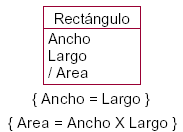 Rectángulo
Ancho
Largo
/ Area
{ Ancho = Largo }
{ Area = Ancho X Largo }